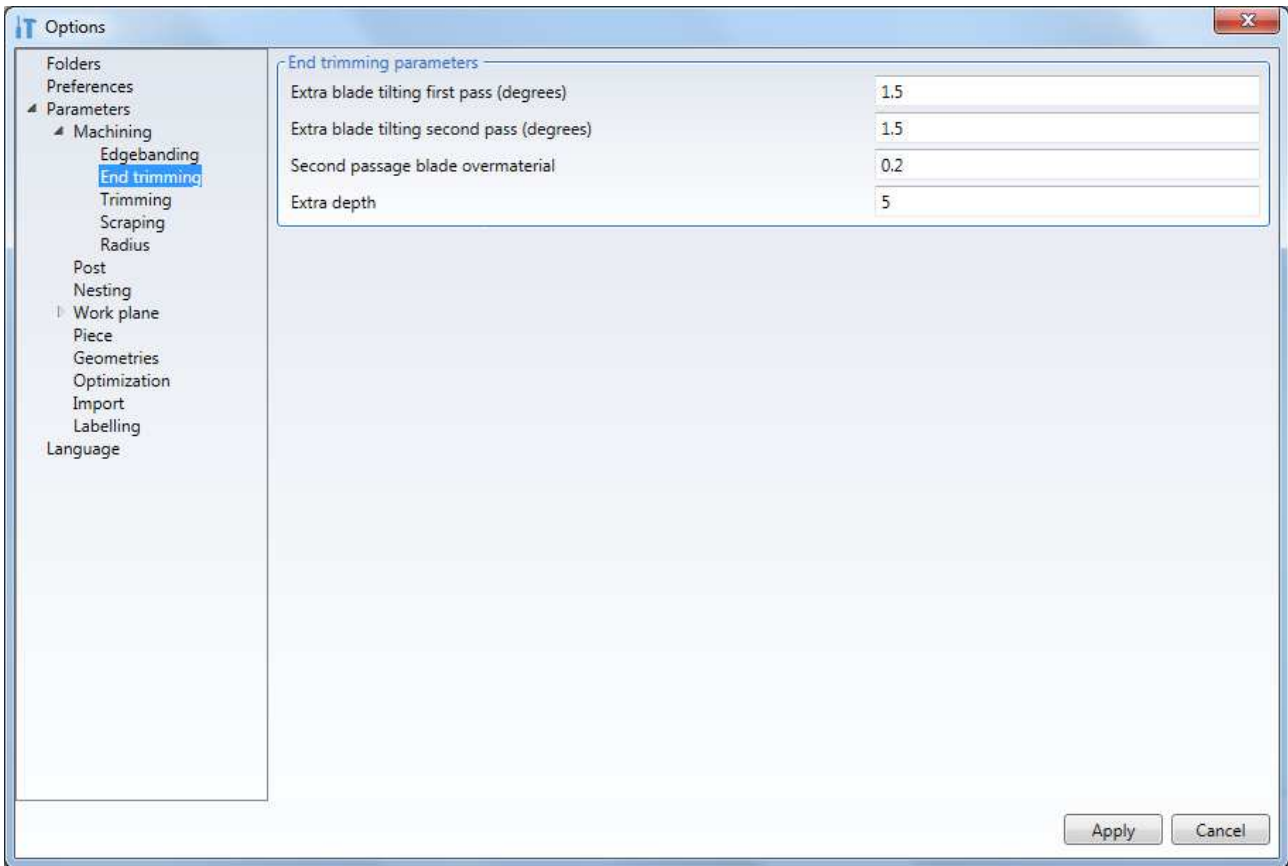 Options
Folders
Preferences
Parameters
Machining
Edgebanding
End trimming
Trimming
Scraping
Radius
Post
Nesting
Work plane
Piece
Geometries
Optimization
Import
Labelling
Language
End trimming parameters
Extra blade tilting first pass (degrees) 1.5
Extra blade tilting second pass (degrees) 1.5
Second passage blade overmaterial 0.2
Extra depth 5
Apply Cancel